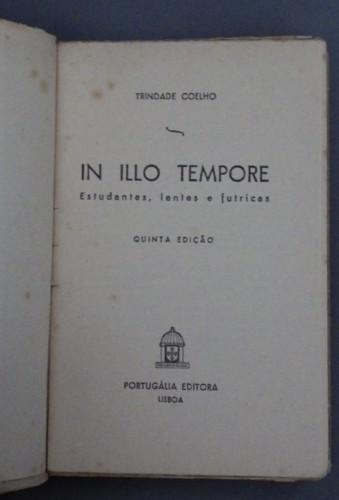 TRINDADE COELHO
IN ILLO TEMPORE
Estudantes, lentes e futricas
QUINTA EDIÇÃO
PORTUGÁLIA EDITORA
LISBOA